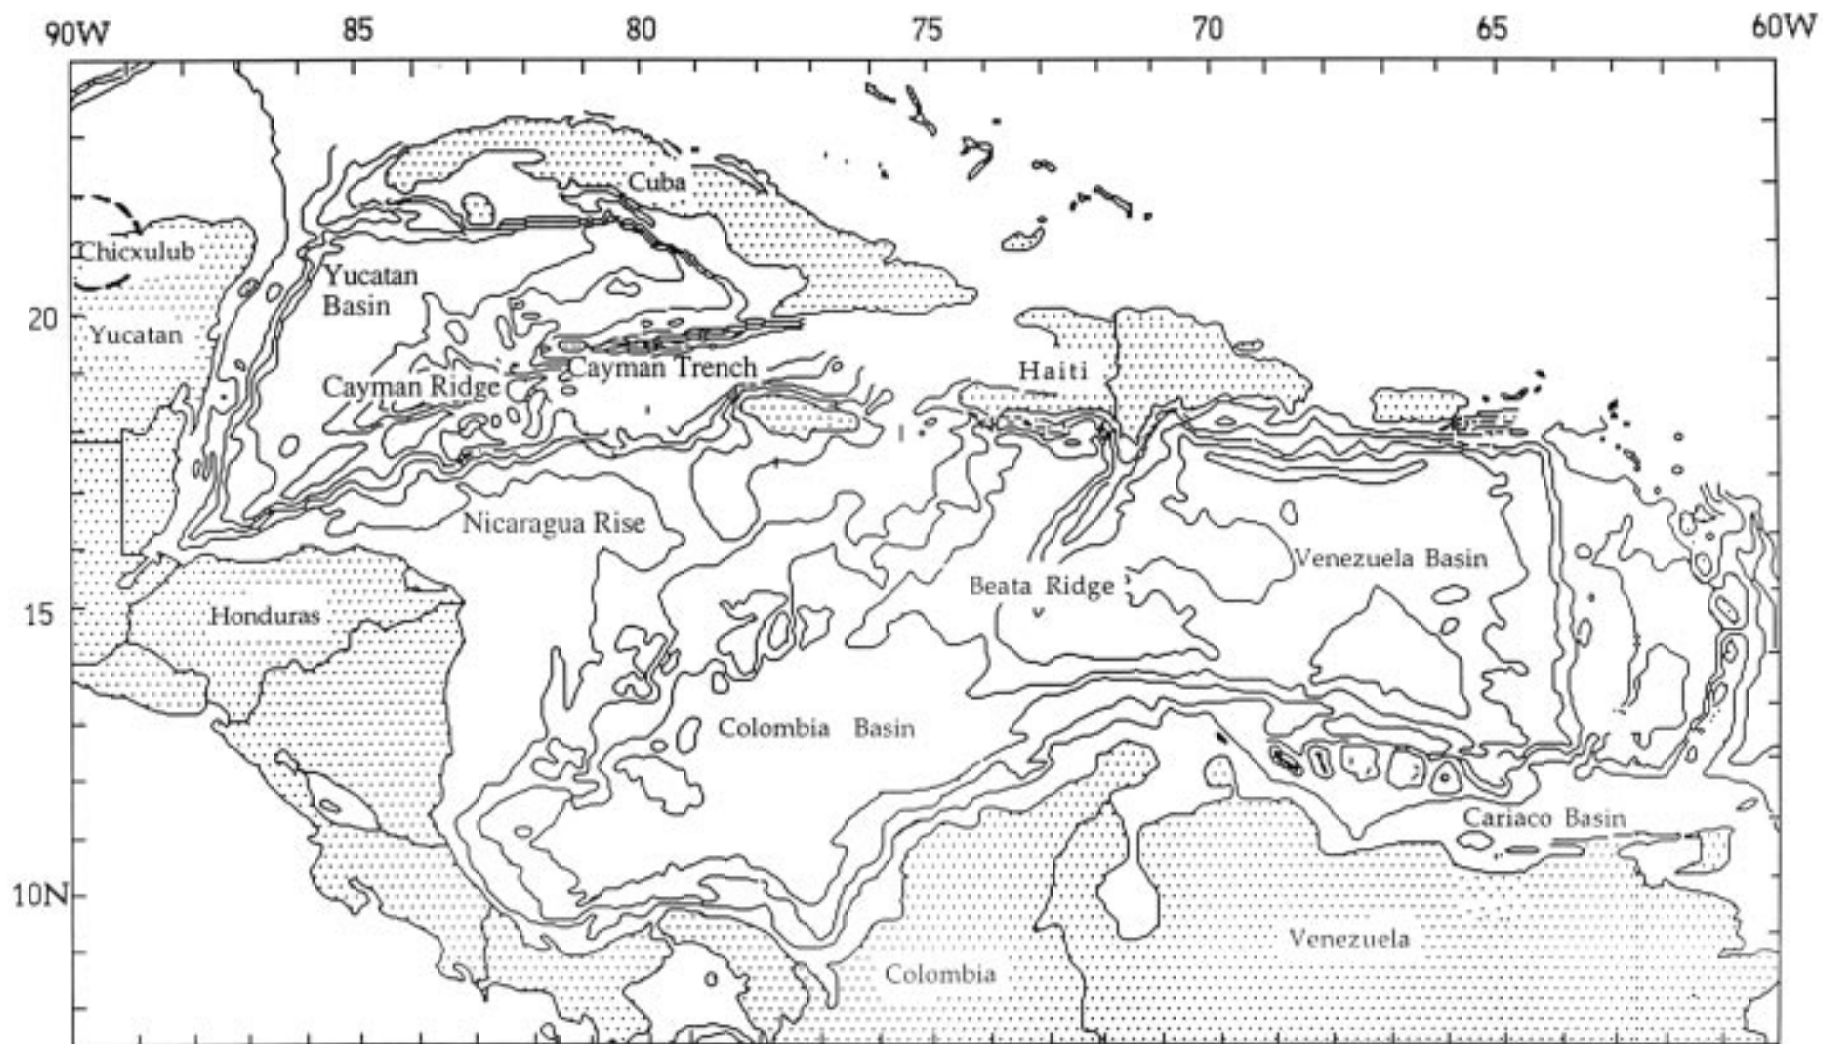 90W 85 80 75 70 65 60W
Cuba
Chicxulub
Yucatan
Basin
20
Yucatan
Cayman Trench
Haiti
Cayman Ridge
Nicaragua Rise
Venezuela Basin
Beata Ridge
15
Honduras
Colombia Basin
Cariaco Basin
10N
Venezuela
Colombia